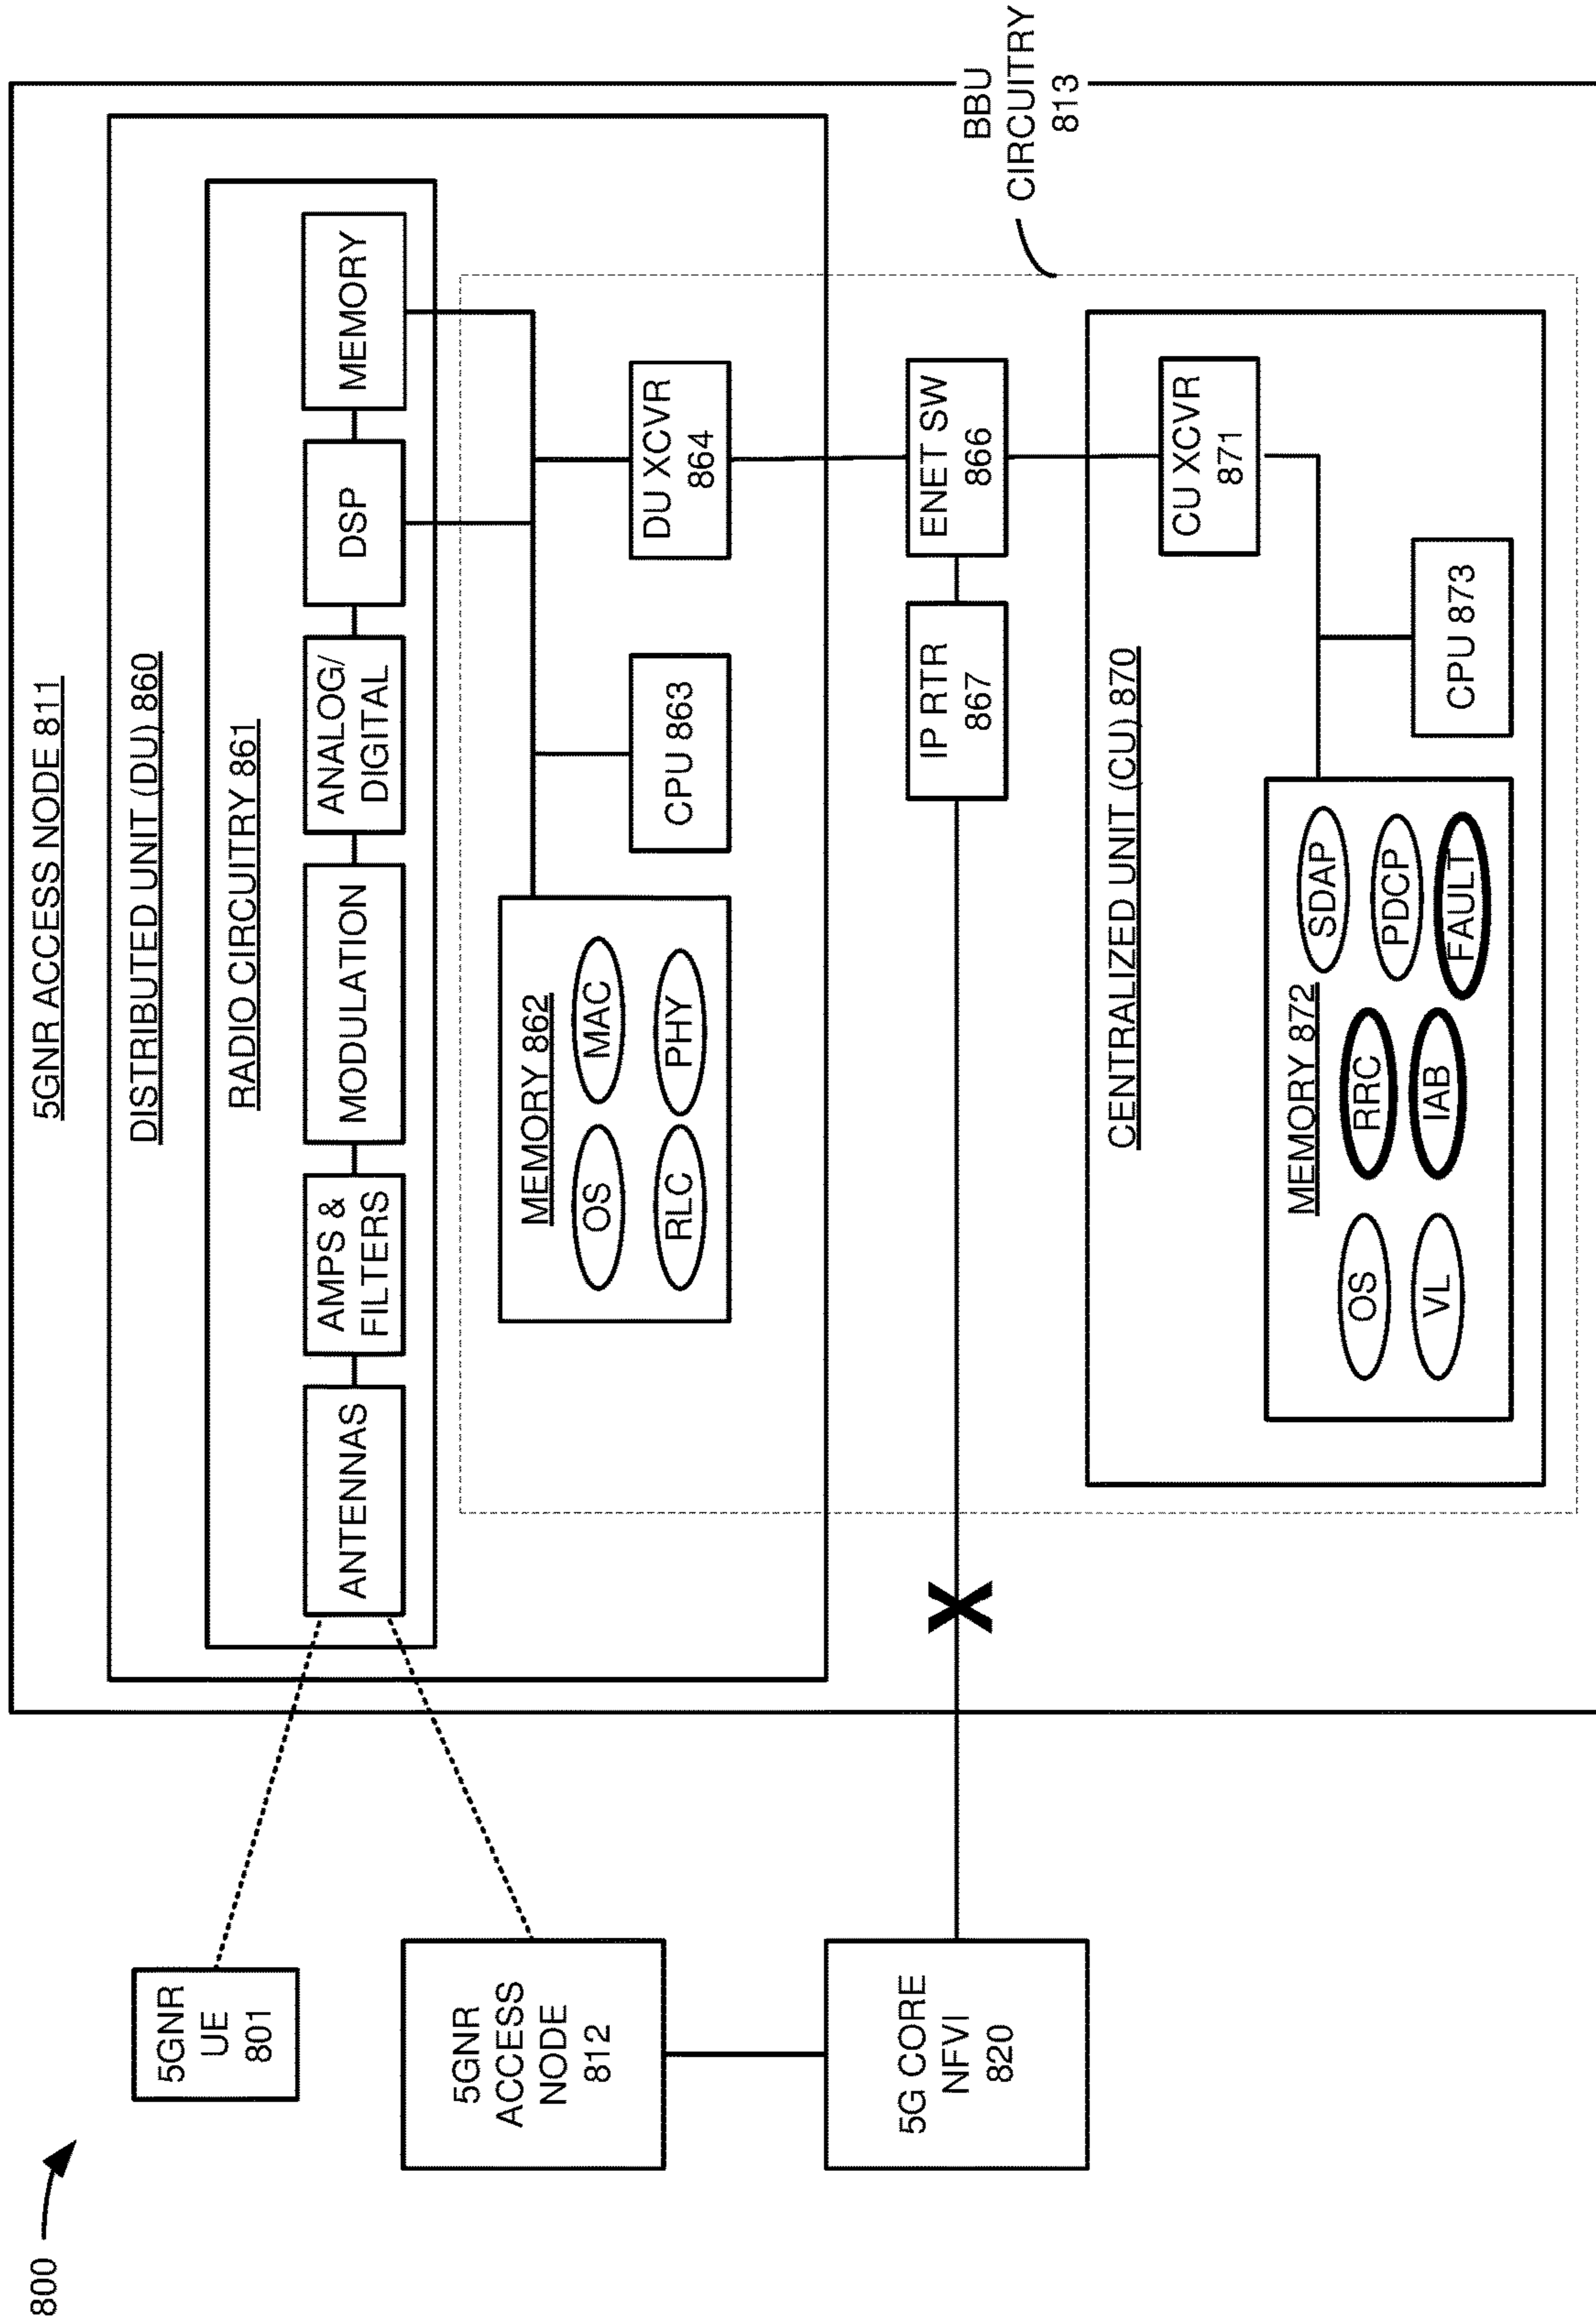 800
5GNR ACCESS NODE 811
DISTRIBUTED UNIT (DU) 860
RADIO CIRCUITRY 861
5GNR
UE
801
ANTENNAS
AMPS &
FILTERS
MODULATION
ANALOG/
DIGITAL
DSP
MEMORY
5GNR
ACCESS
NODE
812
MEMORY 862
OS
MAC
RLC
PHY
CPU 863
DU XCVR
864
5G CORE
NFVI
820
X
IP RTR
867
ENET SW
866
BBU
CIRCUITRY
813
CENTRALIZED UNIT (CU) 870
CU XCVR
871
MEMORY 872
OS
RRC
SDAP
VL
IAB
PDCP
FAULT
CPU 873